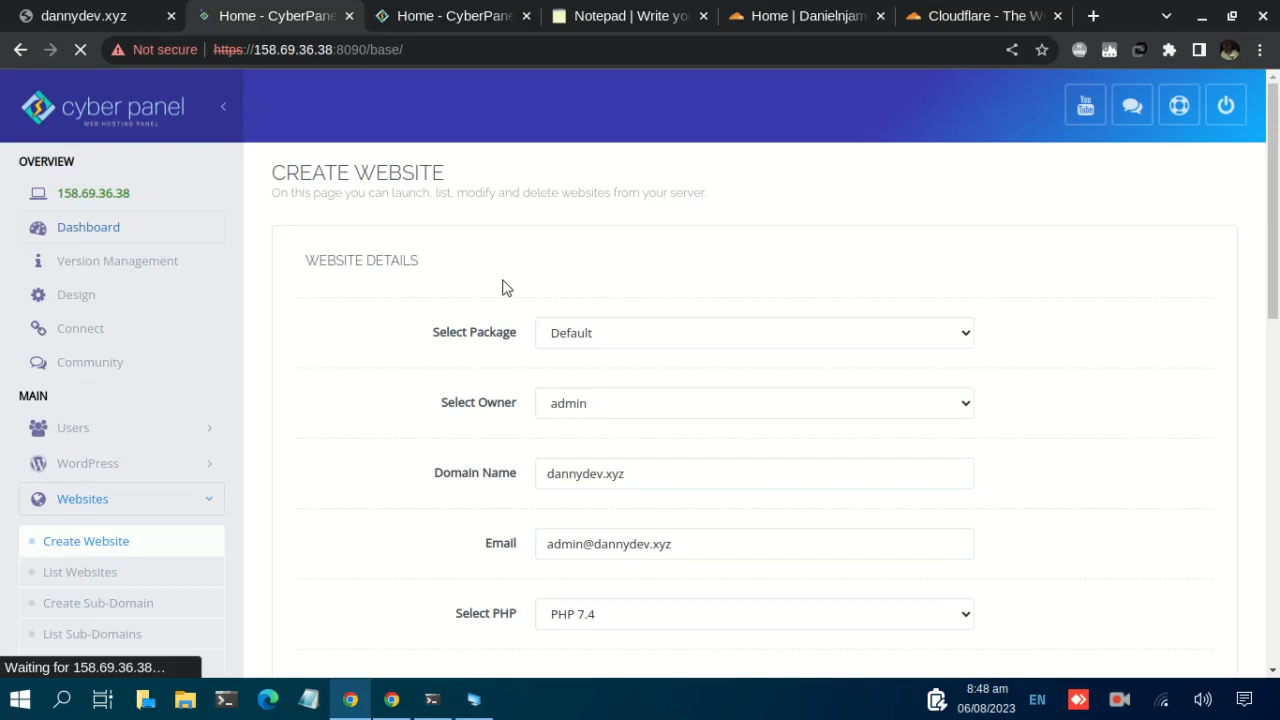 dannydev.xyz
Home - CyberPane
Home - CyberPane
Notepad | Write yo
Home | Danielnjam
Cloudflare - The W
Not secure
https://158.69.36.38:8090/base/
cyber panel
WEB HOSTING PANEL
You
Tube
OVERVIEW
158.69.36.38
Dashboard
Version Management
Design
Connect
Community
MAIN
Users
WordPress
Websites
Create Website
List Websites
Create Sub-Domain
List Sub-Domains
CREATE WEBSITE
On this page you can launch, list, modify and delete websites from your server.
WEBSITE DETAILS
Select Package
Default
Select Owner
admin
Domain Name
dannydev.xyz
Email
admin@dannydev.xyz
Select PHP
PHP 7.4
Waiting for 158.69.36.38...
EN
8:48 am
06/08/2023